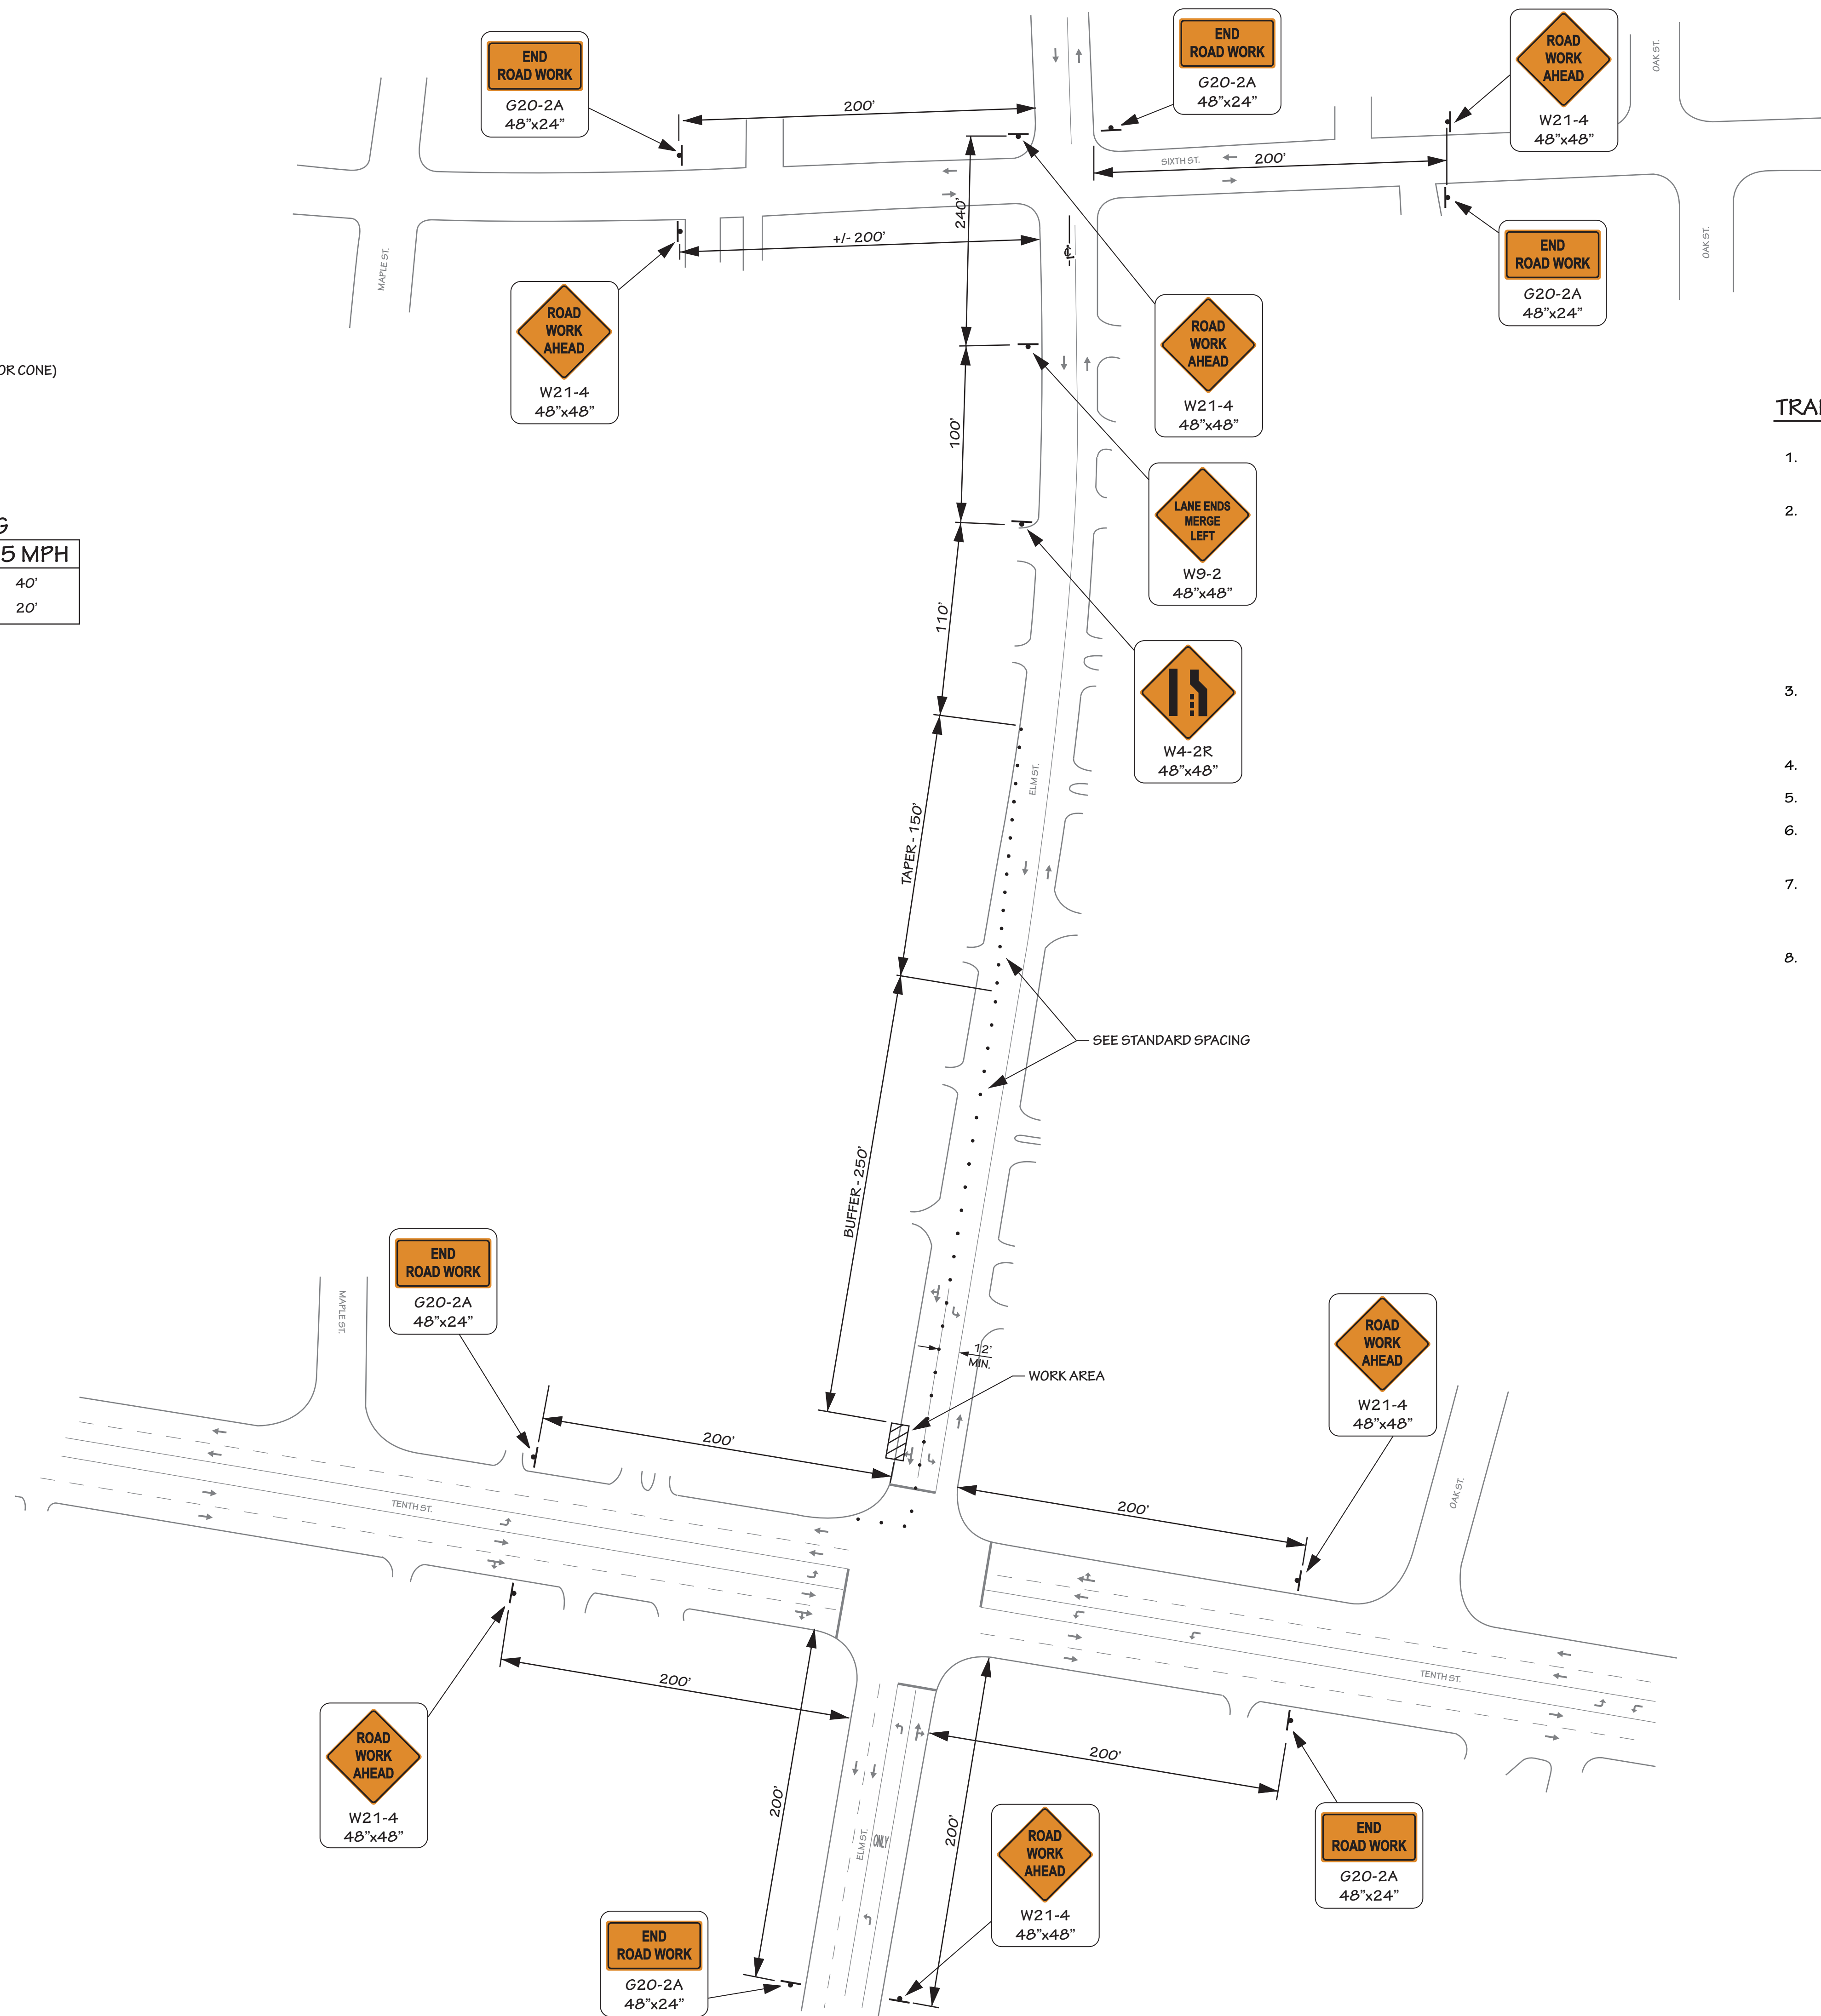 END
ROAD WORK
G20-2A
48"x24"
END
ROAD WORK
G20-2A
48"x24"
ROAD
WORK
AHEAD
W21-4
48"x48"
OAK ST.
200'
SIXTH ST.
200'
240'
+/- 200'
℄
MAPLE ST.
OAK ST.
END
ROAD WORK
G20-2A
48"x24"
ROAD
WORK
AHEAD
W21-4
48"x48"
ROAD
WORK
AHEAD
W21-4
48"x48"
OR CONE)
TRA
1.
2.
3.
4.
5.
6.
7.
8.
G
5 MPH
40'
20'
100'
LANE ENDS
MERGE
LEFT
W9-2
48"x48"
110'
W4-2R
48"x48"
ELM ST.
TAPER - 150'
SEE STANDARD SPACING
BUFFER - 250'
END
ROAD WORK
G20-2A
48"x24"
MAPLE ST.
12'
MIN.
WORK AREA
ROAD
WORK
AHEAD
W21-4
48"x48"
200'
OAK ST.
200'
TENTH ST.
200'
TENTH ST.
ROAD
WORK
AHEAD
W21-4
48"x48"
200'
200'
ELM ST.
ONLY
200'
ROAD
WORK
AHEAD
W21-4
48"x48"
END
ROAD WORK
G20-2A
48"x24"
END
ROAD WORK
G20-2A
48"x24"